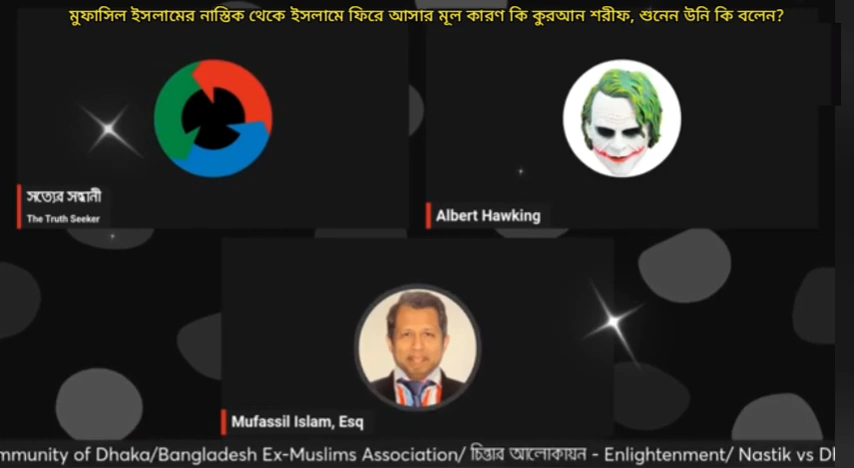 মুফাসিল ইসলামের নাস্তিক থেকে ইসলামে ফিরে আসার মূল কারণ কি কুরআন শরীফ, শুনেন উনি কি বলেন?
সত্যের সন্ধানী
The Truth Seeker
Albert Hawking
Mufassil Islam, Esq
mmunity of Dhaka/Bangladesh Ex-Muslims Association/ চিন্তার আলোকায়ন - Enlightenment/ Nastik vs